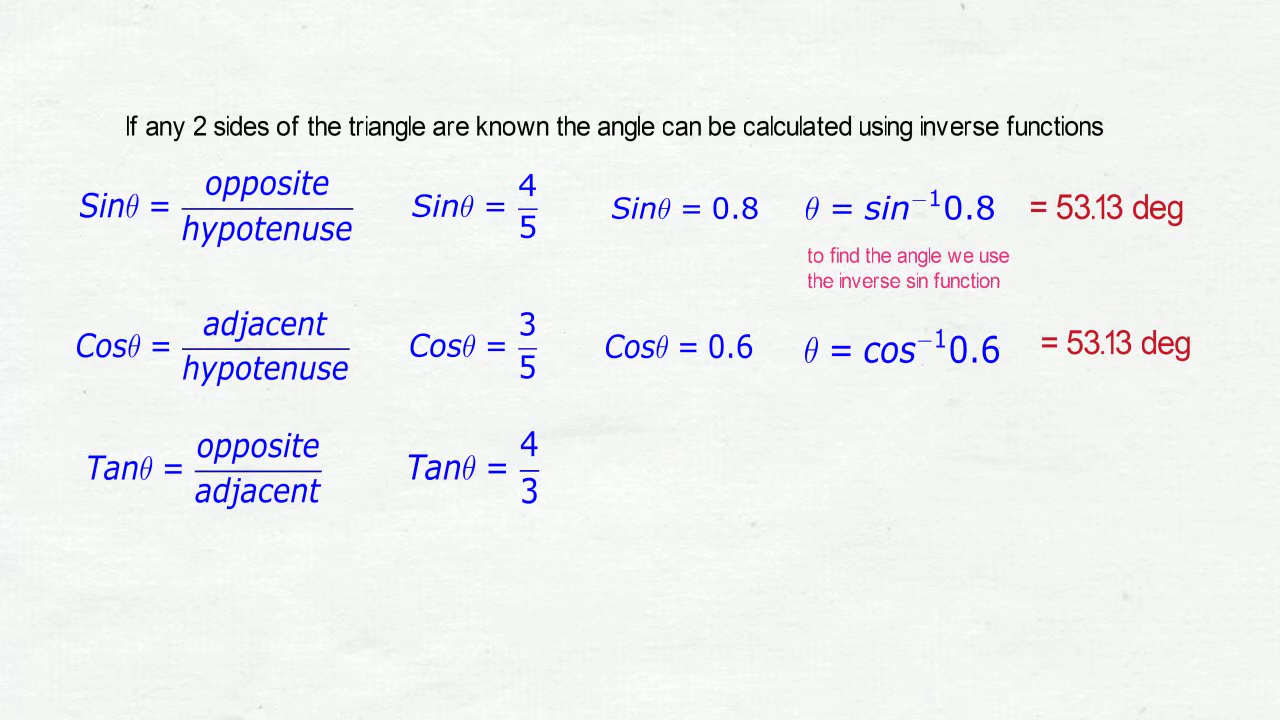 If any 2 sides of the triangle are known the angle can be calculated using inverse functions
Sinθ = opposite/hypotenuse Sinθ = 4/5 Sinθ = 0.8 θ = sin⁻¹0.8 = 53.13 deg
to find the angle we use
the inverse sin function
Cosθ = adjacent/hypotenuse Cosθ = 3/5 Cosθ = 0.6 θ = cos⁻¹0.6 = 53.13 deg
Tanθ = opposite/adjacent Tanθ = 4/3